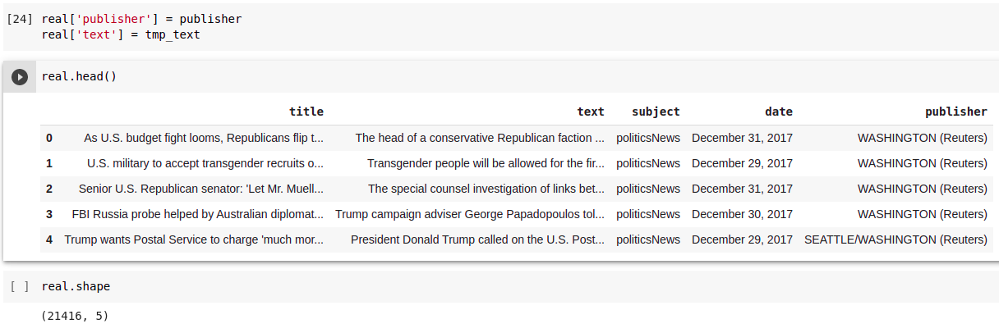 [24] real['publisher'] = publisher
real['text'] = tmp_text
real.head()
title text subject date publisher
0 As U.S. budget fight looms, Republicans flip t... The head of a conservative Republican faction ... politicsNews December 31, 2017 WASHINGTON (Reuters)
1 U.S. military to accept transgender recruits o... Transgender people will be allowed for the fir... politicsNews December 29, 2017 WASHINGTON (Reuters)
2 Senior U.S. Republican senator: 'Let Mr. Muell... The special counsel investigation of links bet... politicsNews December 31, 2017 WASHINGTON (Reuters)
3 FBI Russia probe helped by Australian diplomat... Trump campaign adviser George Papadopoulos tol... politicsNews December 30, 2017 WASHINGTON (Reuters)
4 Trump wants Postal Service to charge 'much mor... President Donald Trump called on the U.S. Post... politicsNews December 29, 2017 SEATTLE/WASHINGTON (Reuters)
[ ] real.shape
(21416, 5)